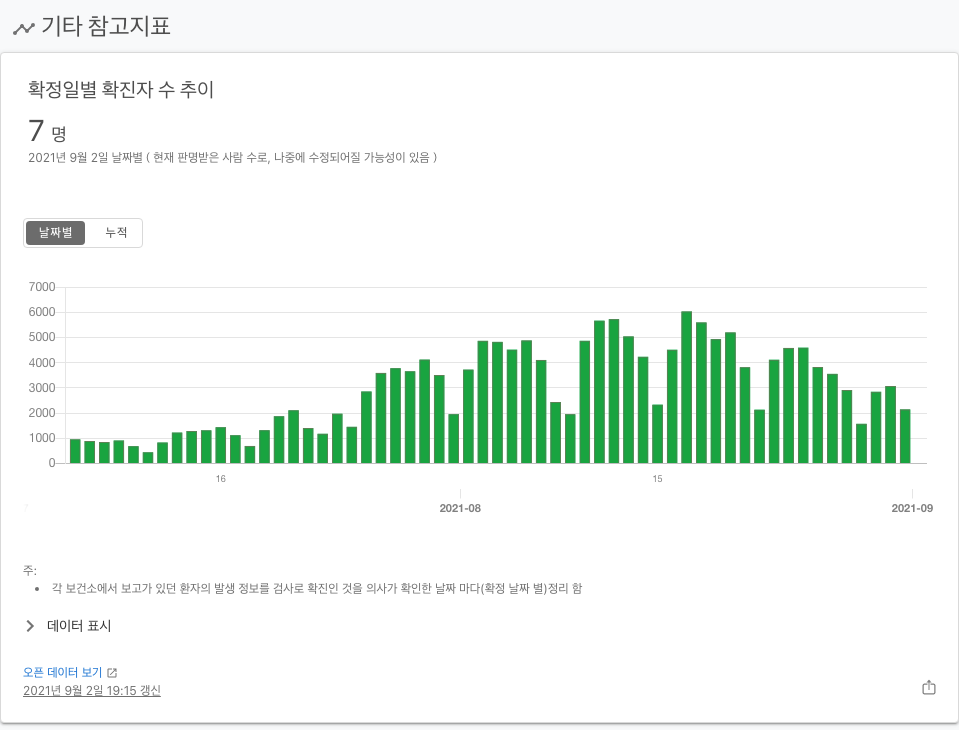 기타 참고지표
확정일별 확진자 수 추이
7 명
2021년 9월 2일 날짜별 ( 현재 판명받은 사람 수로, 나중에 수정되어질 가능성이 있음 )
날짜별 누적
7000
6000
5000
4000
3000
2000
1000
0
16 15
2021-08 2021-09
주:
• 각 보건소에서 보고가 있던 환자의 발생 정보를 검사로 확진인 것을 의사가 확인한 날짜 마다(확정 날짜 별)정리 함
데이터 표시
오픈 데이터 보기
2021년 9월 2일 19:15 갱신